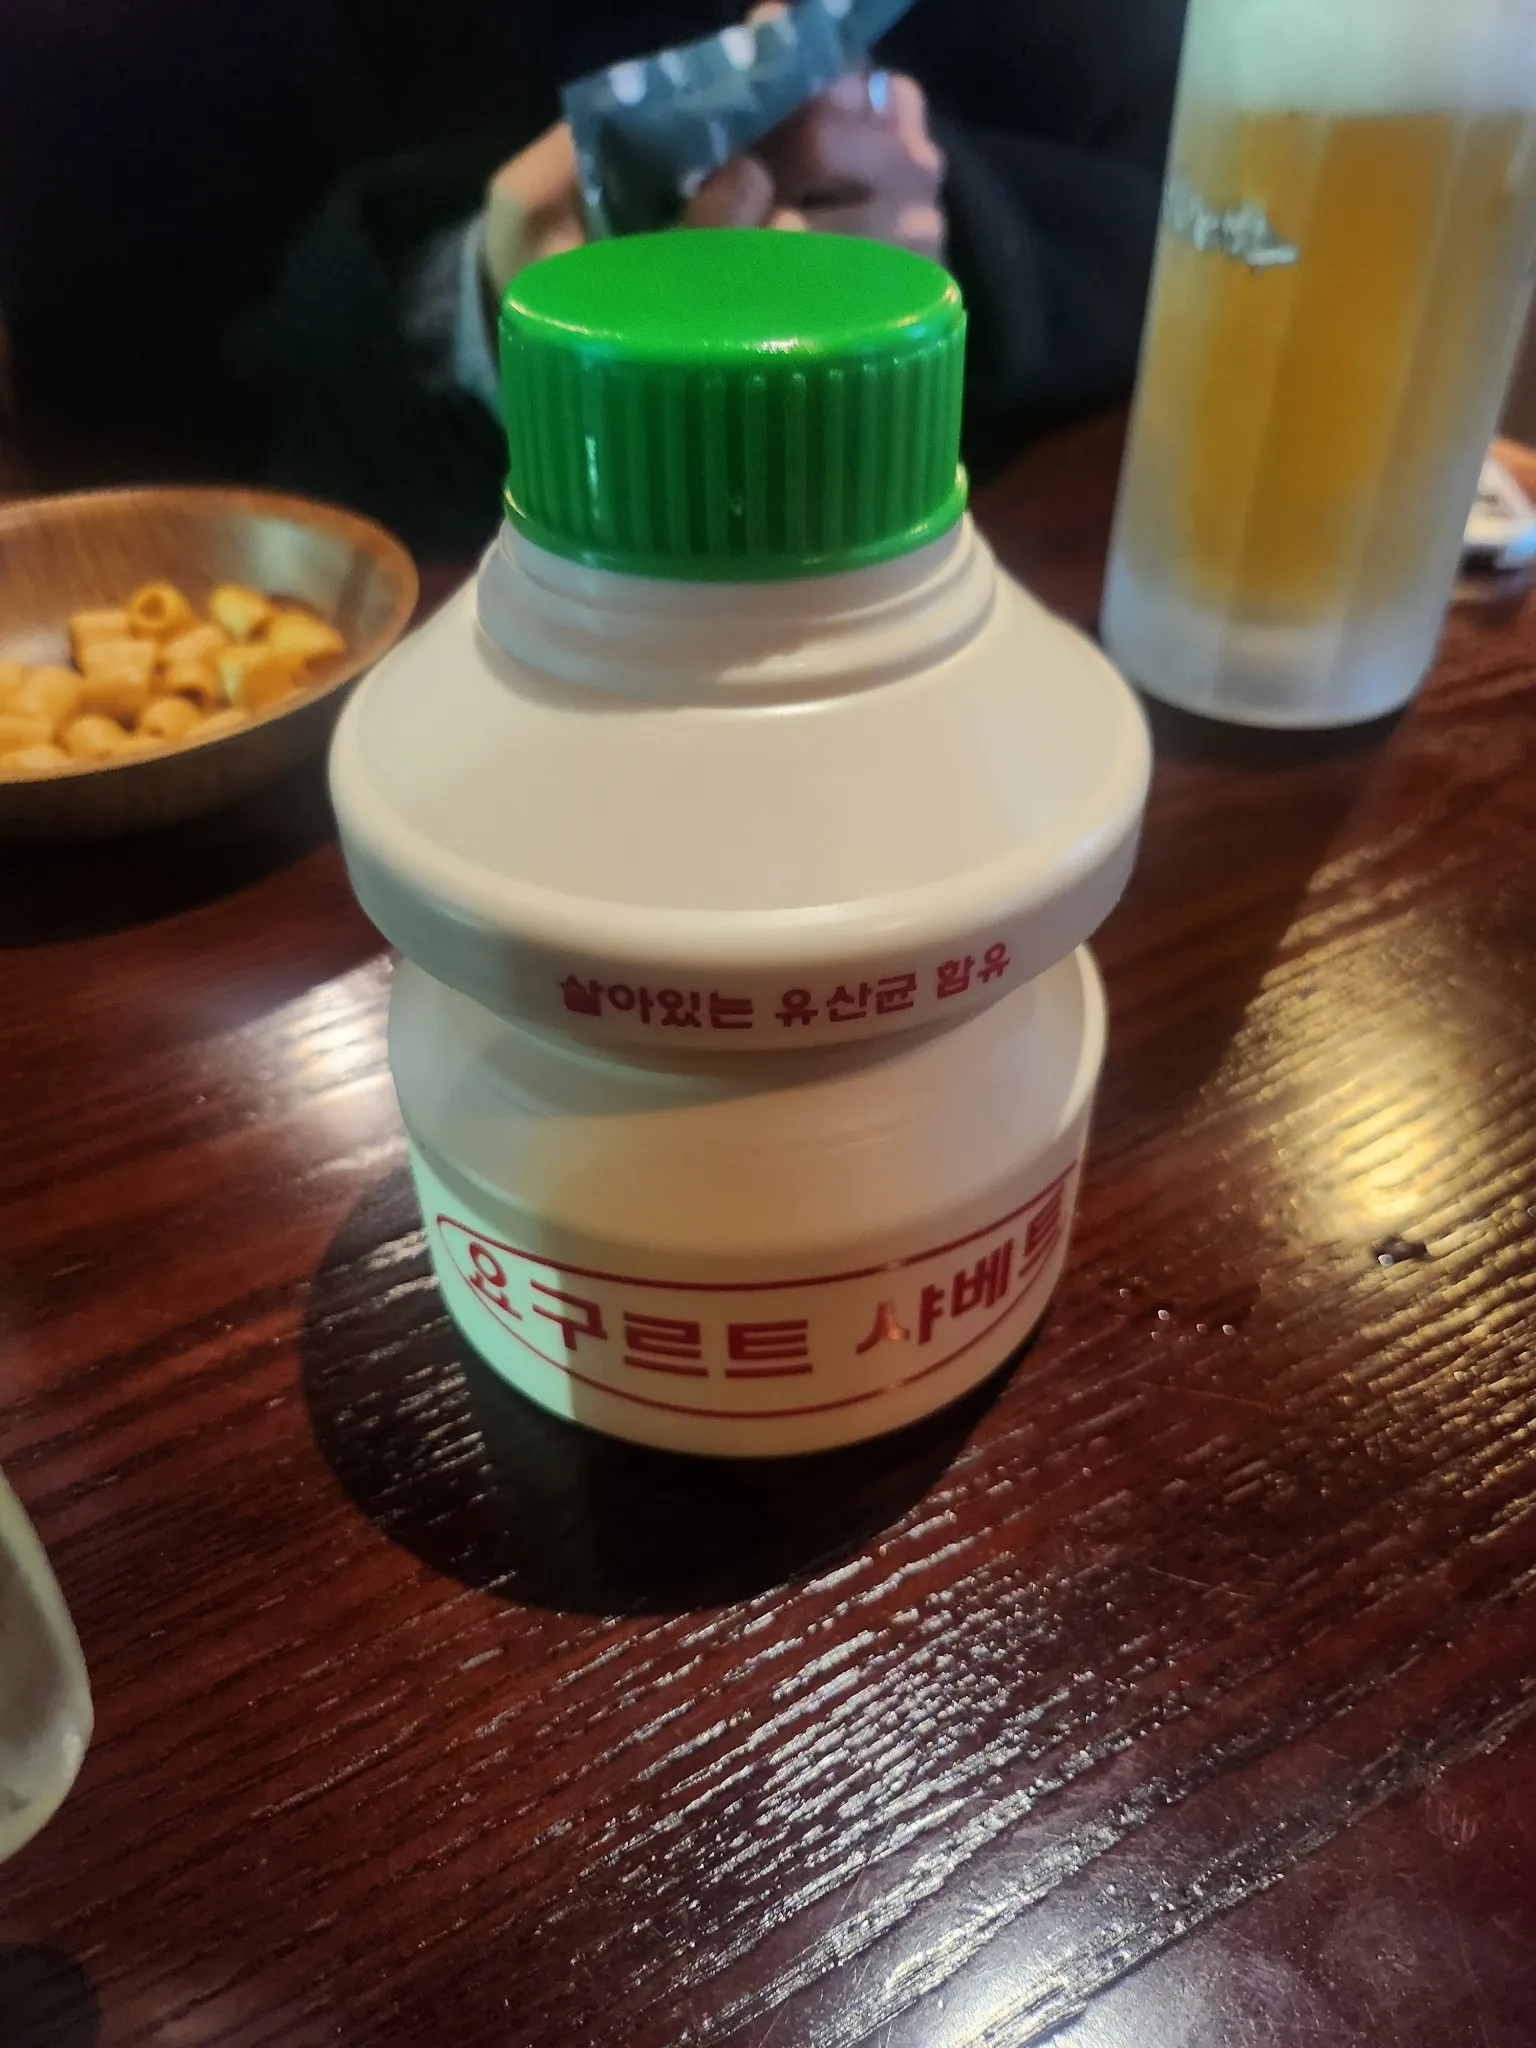 살아있는 유산균 함유
요구르트 샤베트